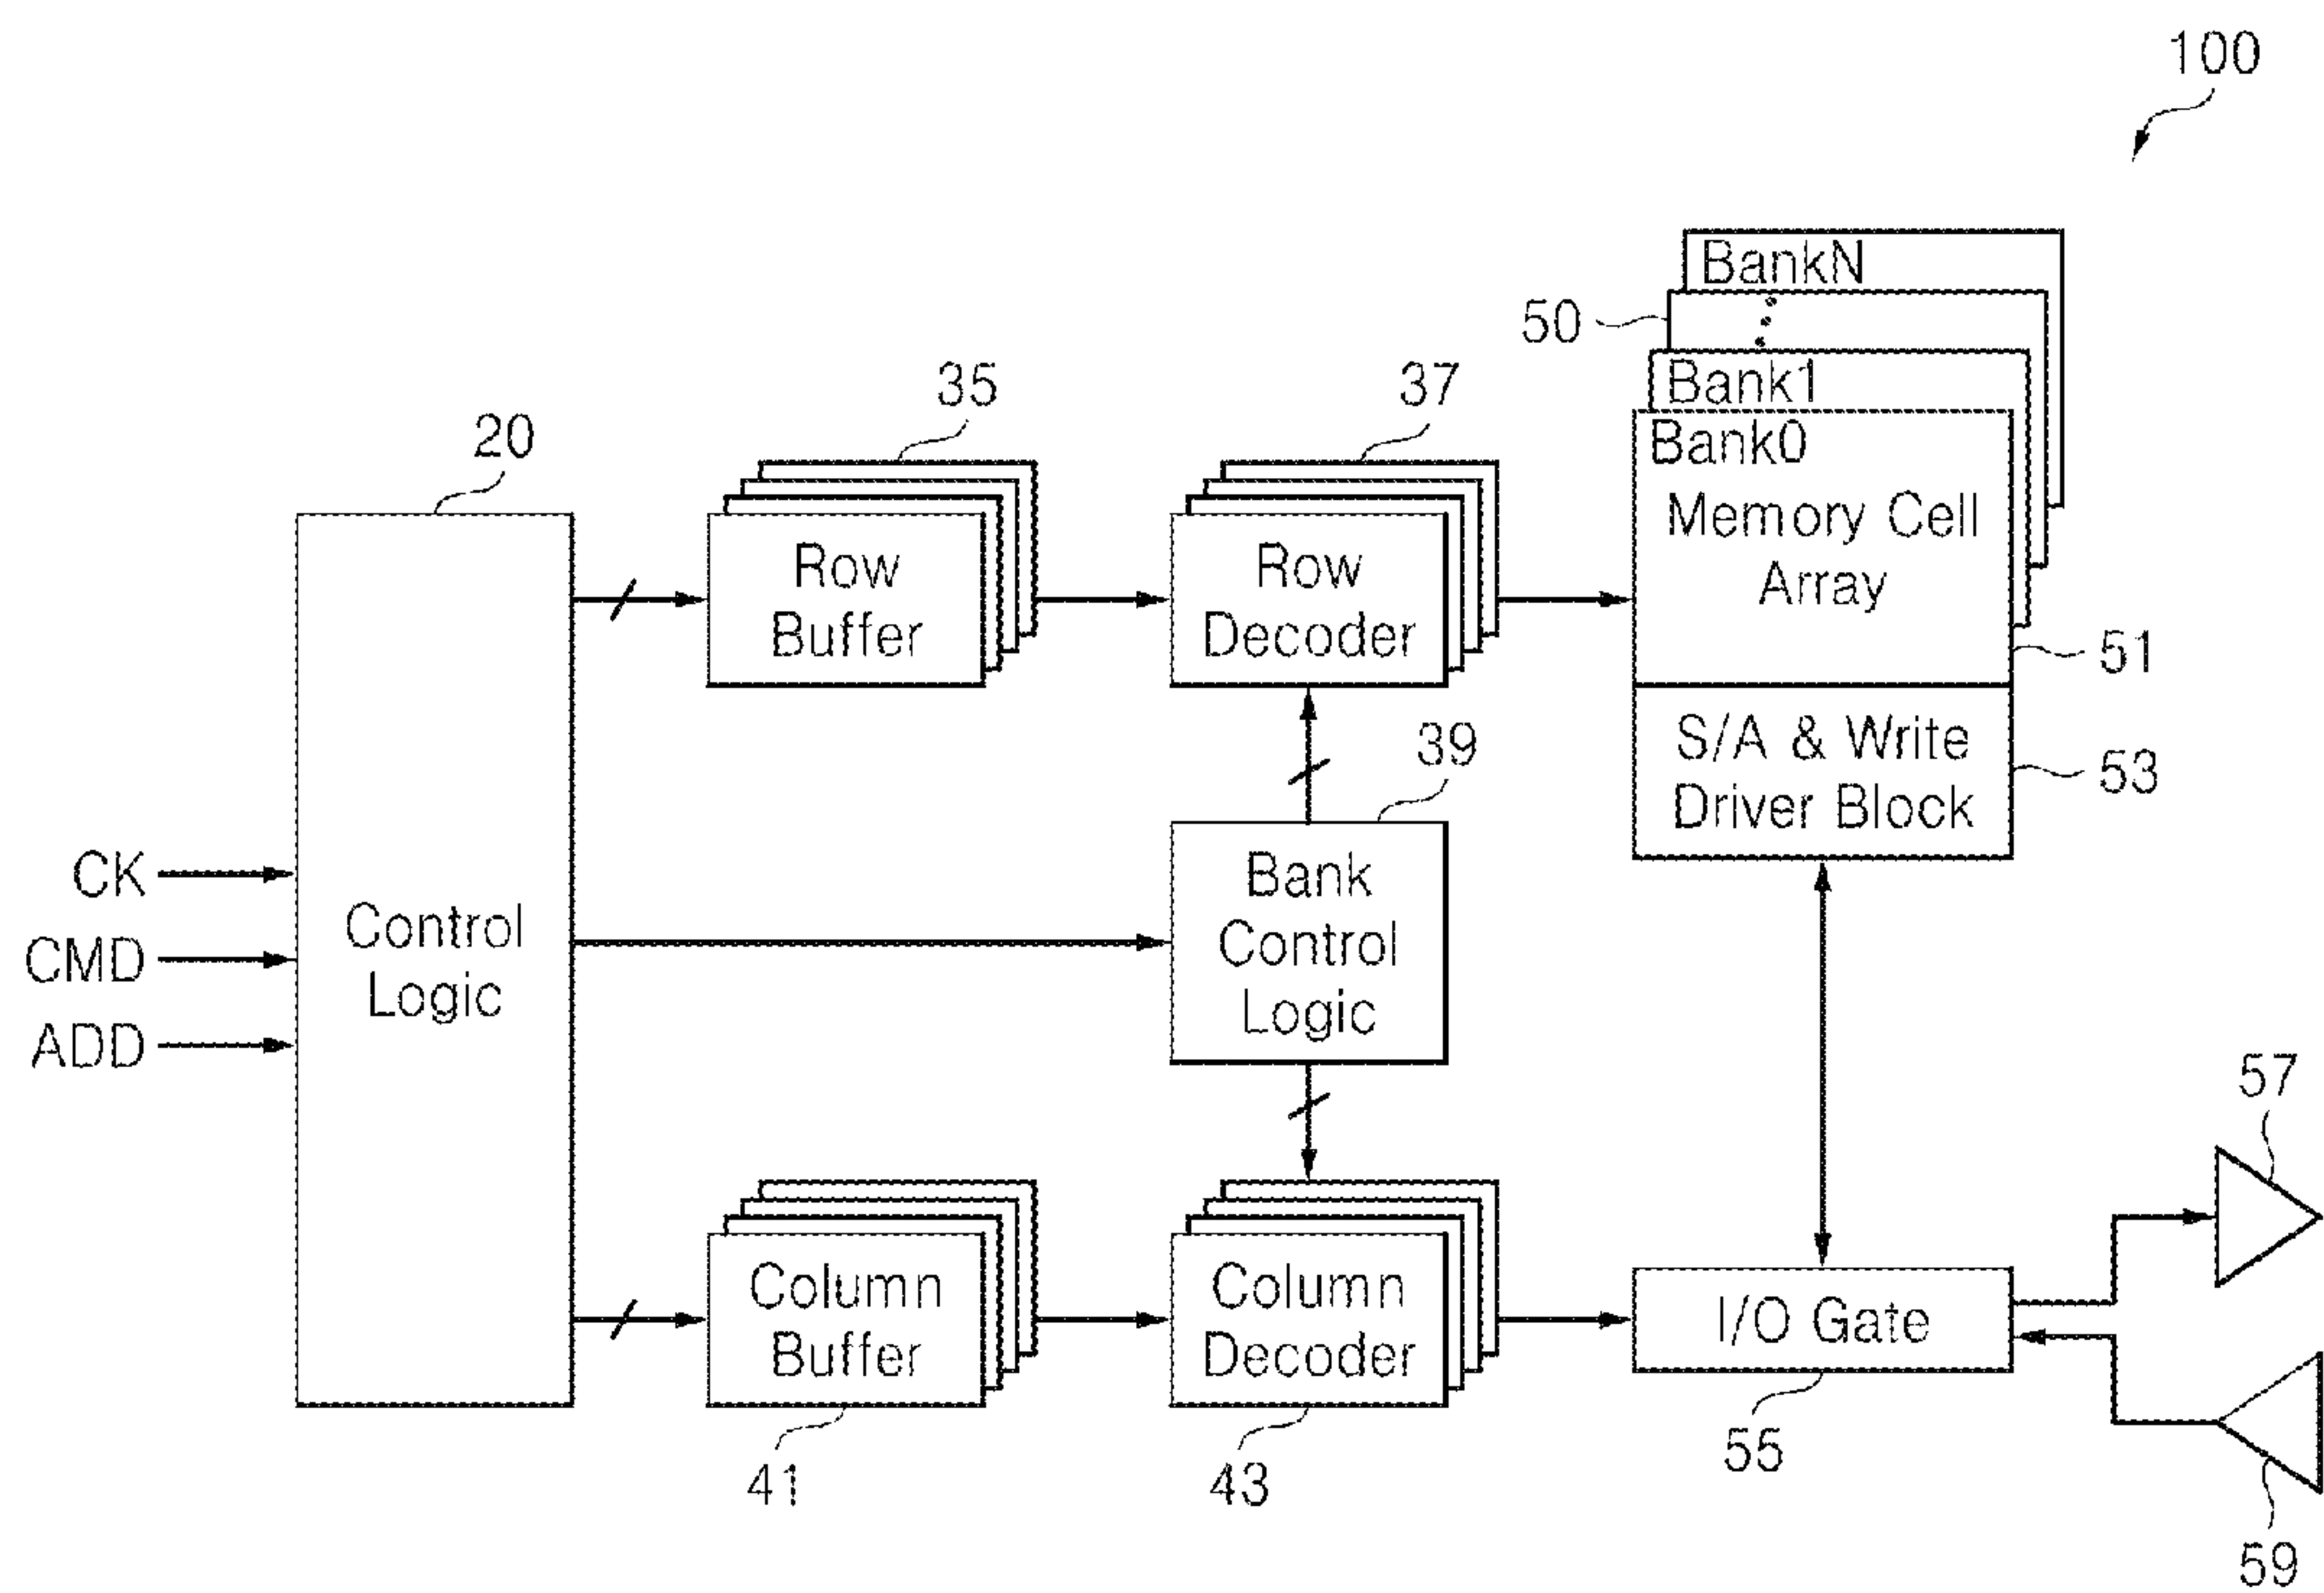 100
BankN
50
Bank1
35
37
20
Bank0
Memory Cell
Array
Row
Buffer
Row
Decoder
51
S/A & Write
Driver Block
53
39
CK
CMD
ADD
Control
Logic
Bank
Control
Logic
57
Column
Buffer
Column
Decoder
I/O Gate
41
43
55
59